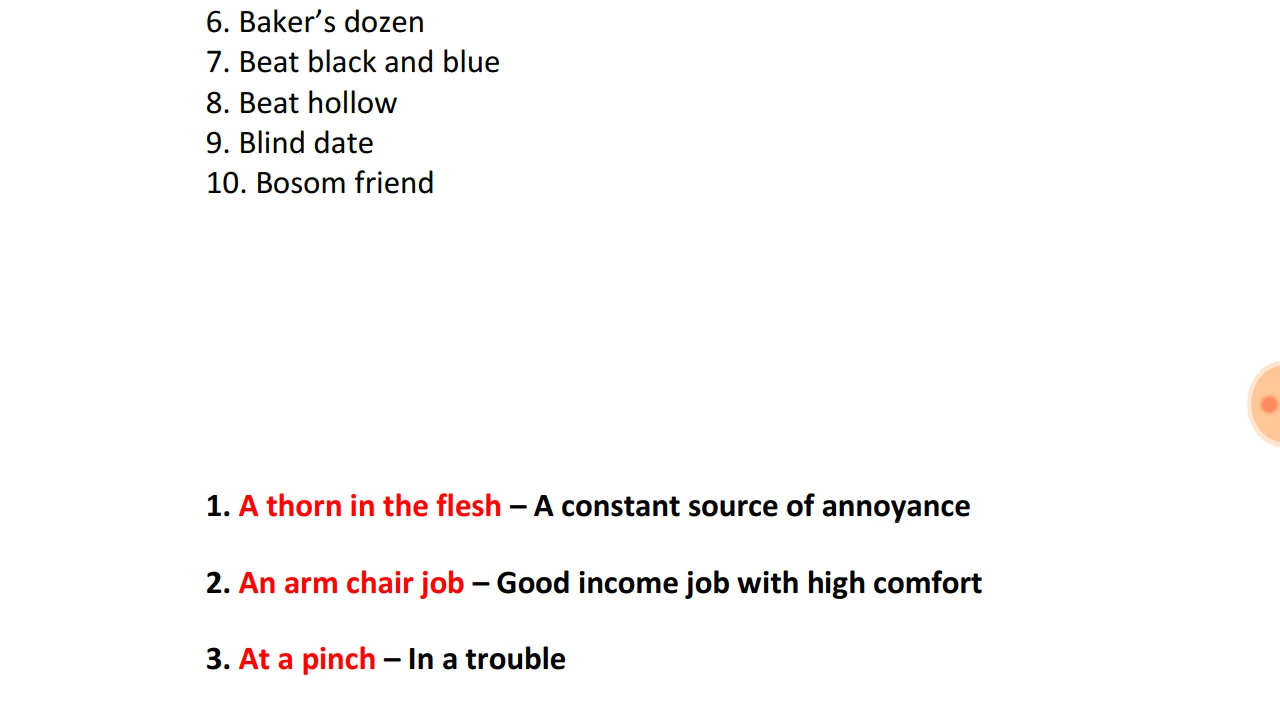 6. Baker’s dozen
7. Beat black and blue
8. Beat hollow
9. Blind date
10. Bosom friend
1. A thorn in the flesh – A constant source of annoyance
2. An arm chair job – Good income job with high comfort
3. At a pinch – In a trouble